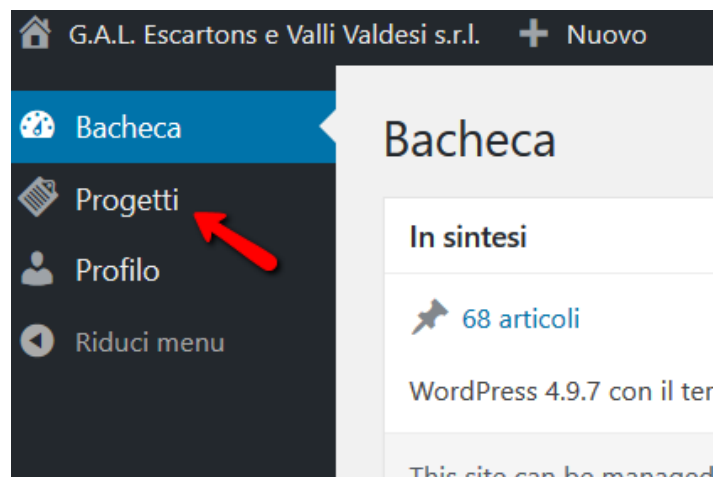 G.A.L. Escartons e Valli Valdesi s.r.l. Nuovo
Bacheca
Progetti
Profilo
Riduci menu
Bacheca
In sintesi
68 articoli
WordPress 4.9.7 con il
This site can be managed